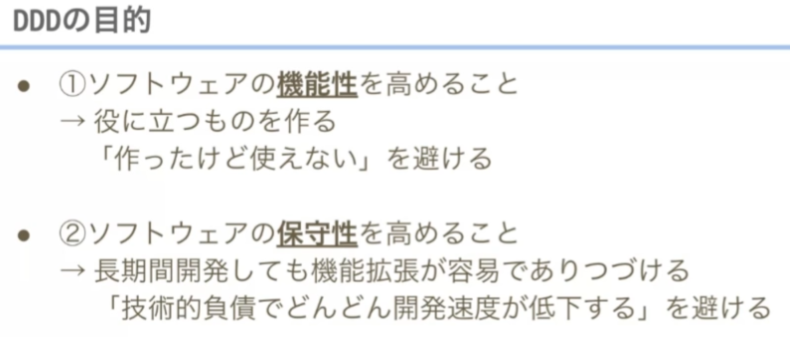 DDDの目的
● ①ソフトウェアの機能性を高めること
→ 役に立つものを作る
「作ったけど使えない」を避ける
● ②ソフトウェアの保守性を高めること
→ 長期間開発しても機能拡張が容易でありつづける
「技術的負債でどんどん開発速度が低下する」を避ける